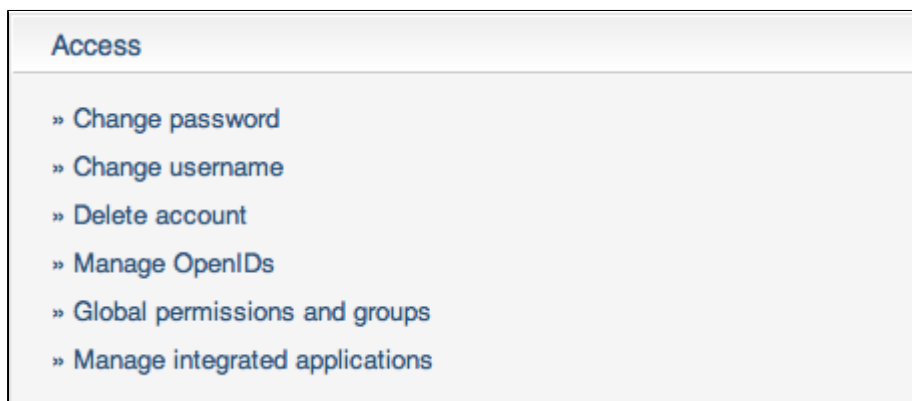 Access
» Change password
» Change username
» Delete account
» Manage OpenIDs
» Global permissions and groups
» Manage integrated applications